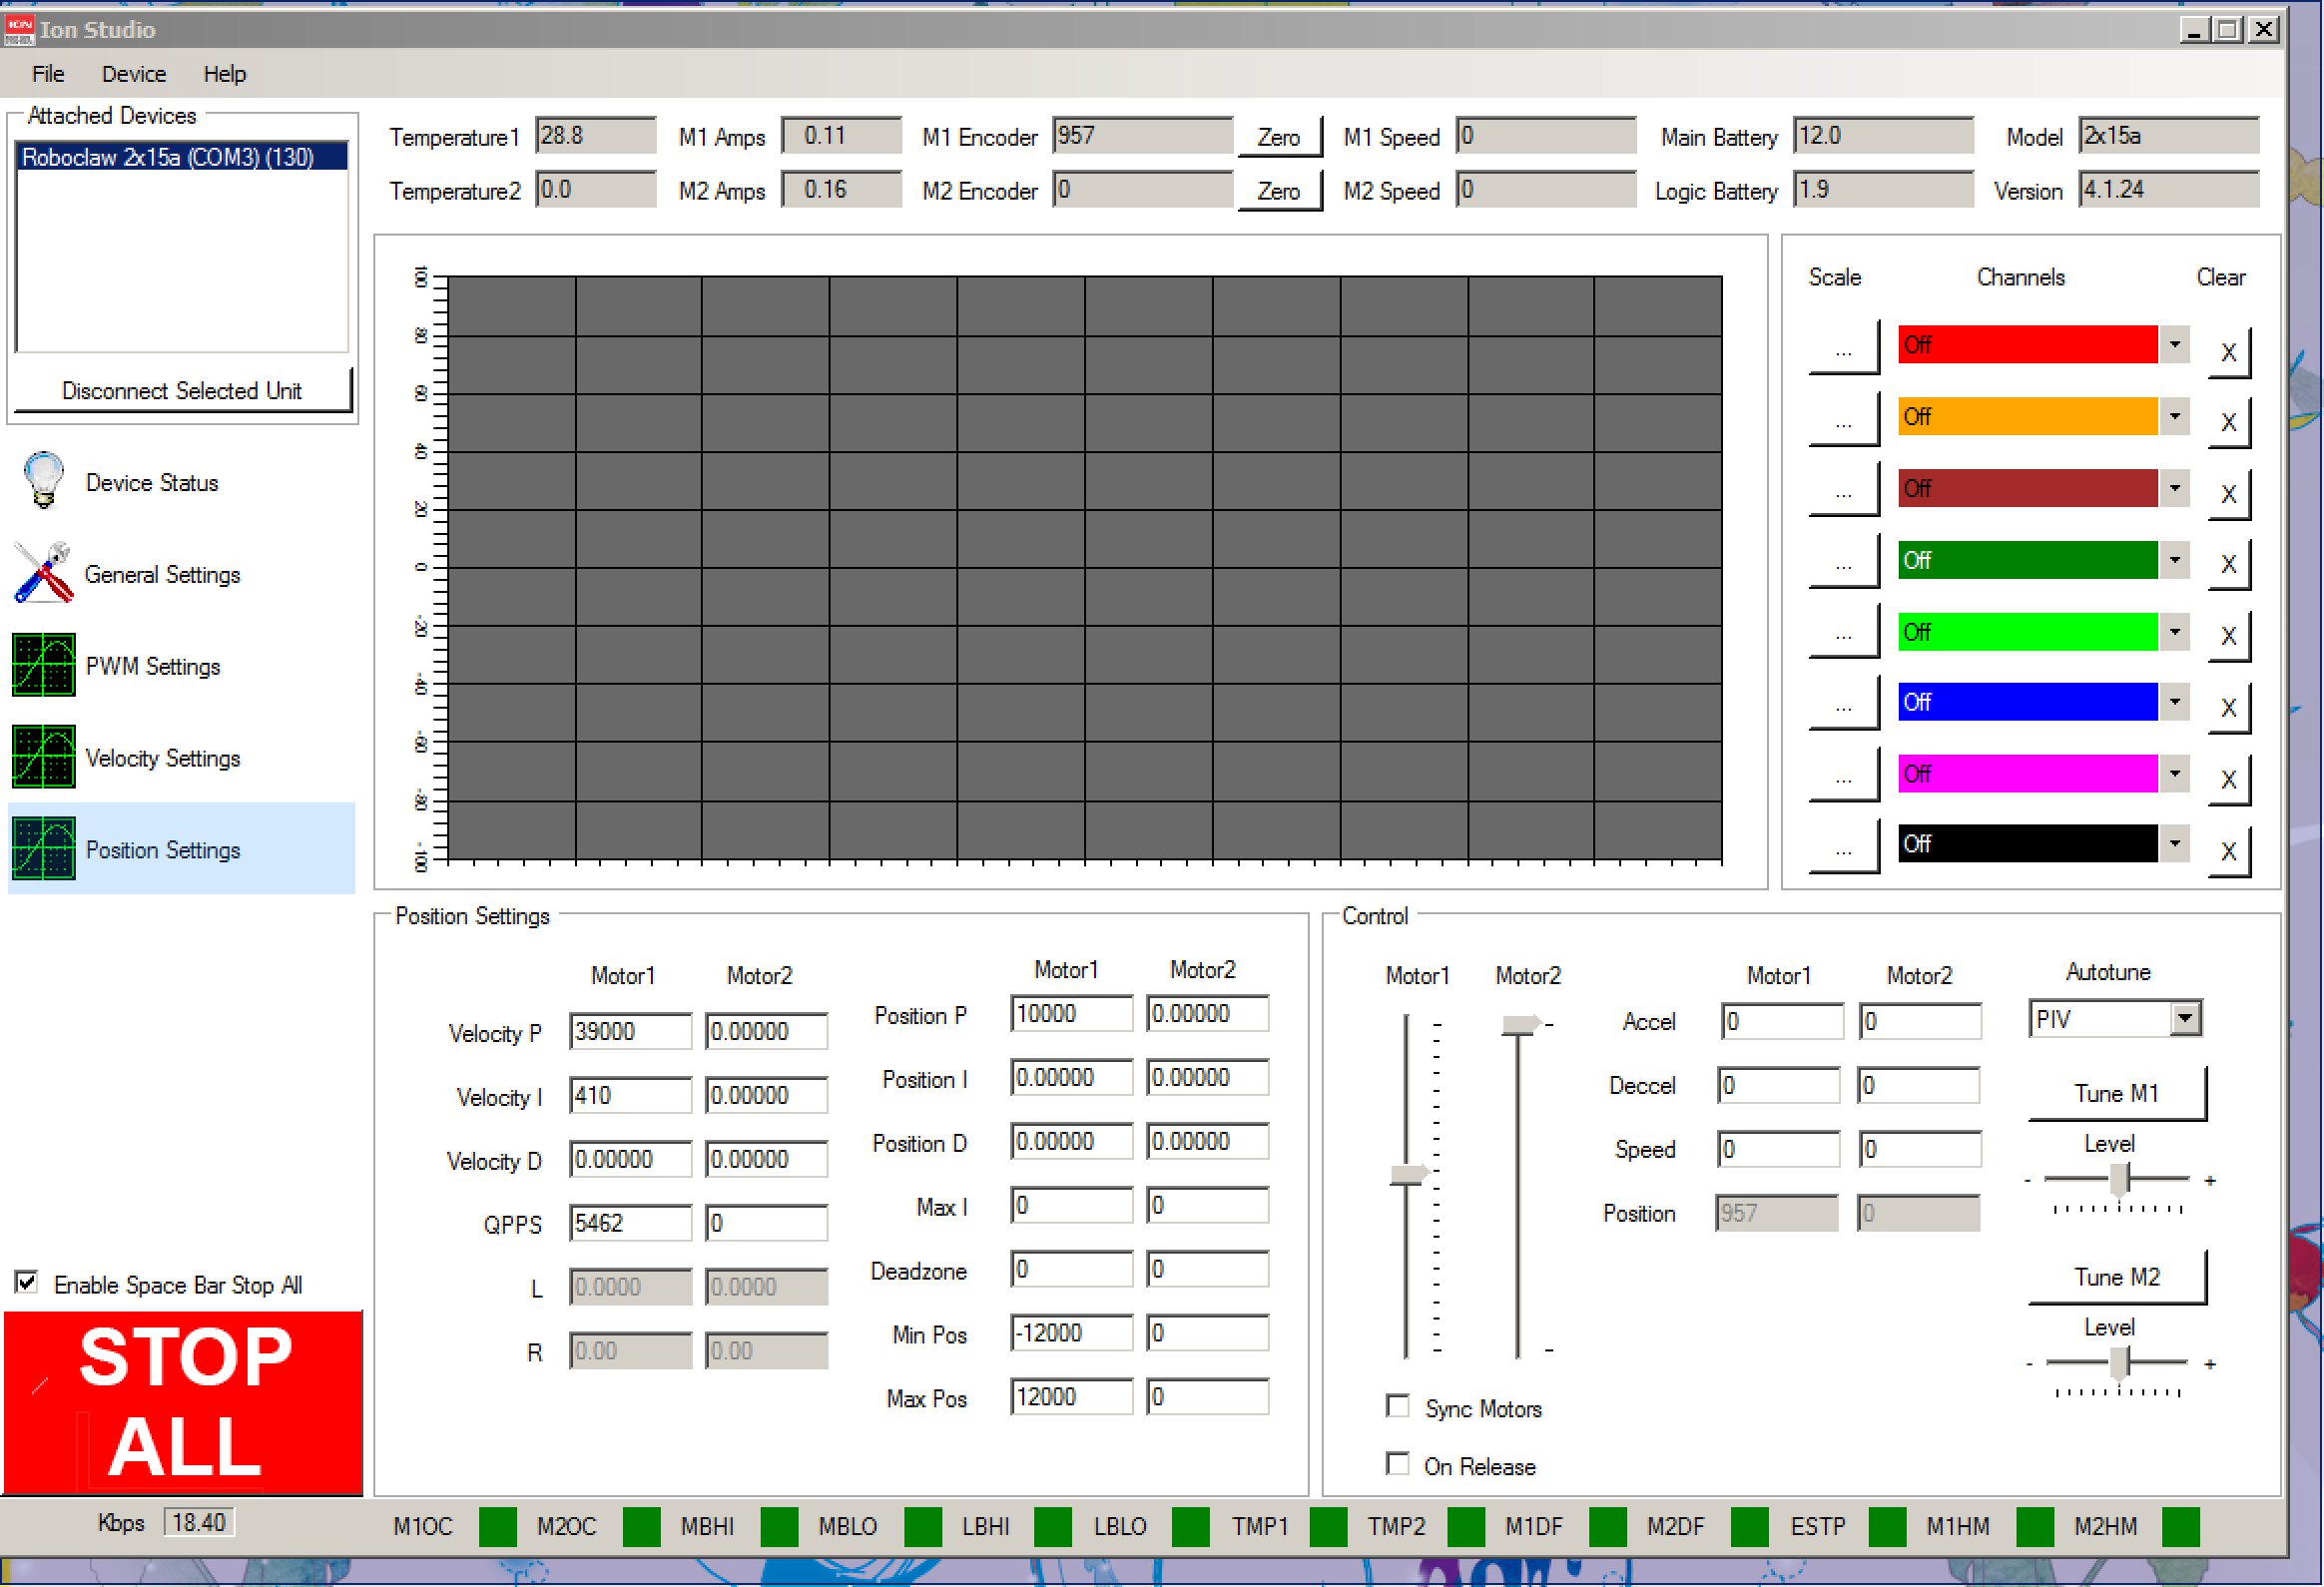 ION
Ion Studio
File Device Help
Attached Devices
Roboclaw 2x15a (COM3) (130)
Disconnect Selected Unit
Temperature1 28.8 M1 Amps 0.11 M1 Encoder 957 Zero M1 Speed 0 Main Battery 12.0 Model 2x15a
Temperature2 0.0 M2 Amps 0.16 M2 Encoder 0 Zero M2 Speed 0 Logic Battery 1.9 Version 4.1.24
Device Status
General Settings
PWM Settings
Velocity Settings
Position Settings
100
80
60
40
20
0
-20
-40
-60
-80
-100
Scale Channels Clear
... Off X
... Off X
... Off X
... Off X
... Off X
... Off X
... Off X
... Off X
Position Settings
Motor1 Motor2
Velocity P 39000 0.00000
Velocity I 410 0.00000
Velocity D 0.00000 0.00000
QPPS 5462 0
L 0.0000 0.0000
R 0.00 0.00
Motor1 Motor2
Position P 10000 0.00000
Position I 0.00000 0.00000
Position D 0.00000 0.00000
Max I 0 0
Deadzone 0 0
Min Pos -12000 0
Max Pos 12000 0
Control
Motor1 Motor2
Sync Motors
On Release
Motor1 Motor2
Accel 0 0
Deccel 0 0
Speed 0 0
Position 957 0
Autotune
PIV
Tune M1
Level
- +
Tune M2
Level
- +
Enable Space Bar Stop All
STOP
ALL
Kbps 18.40 M1OC M2OC MBHI MBLO LBHI LBLO TMP1 TMP2 M1DF M2DF ESTP M1HM M2HM